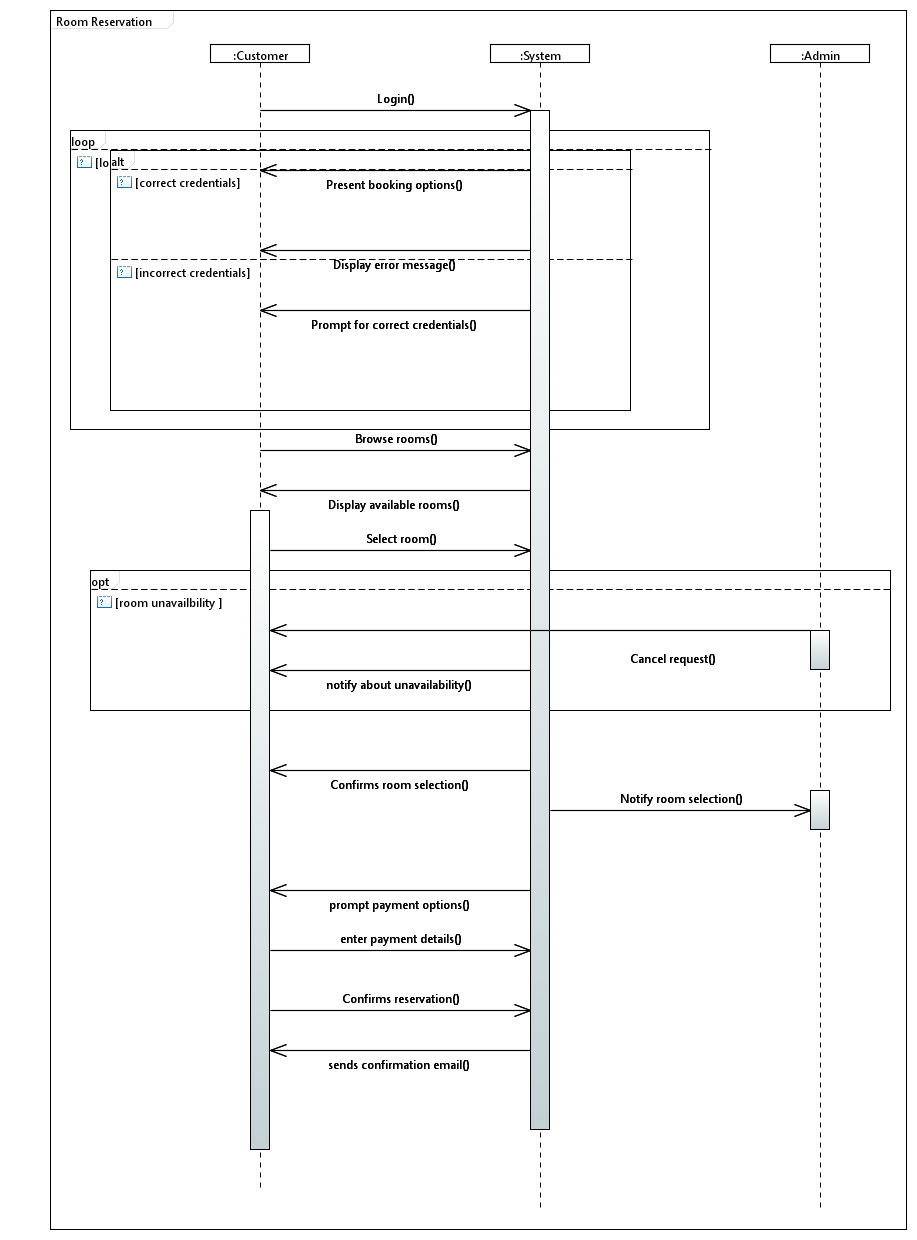 Room Reservation
:Customer
:System
:Admin
Login()
loop
[lo
alt
[correct credentials]
Present booking options()
Display error message()
[incorrect credentials]
Prompt for correct credentials()
Browse rooms()
Display available rooms()
Select room()
opt
[room unavailbility ]
Cancel request()
notify about unavailability()
Confirms room selection()
Notify room selection()
prompt payment options()
enter payment details()
Confirms reservation()
sends confirmation email()